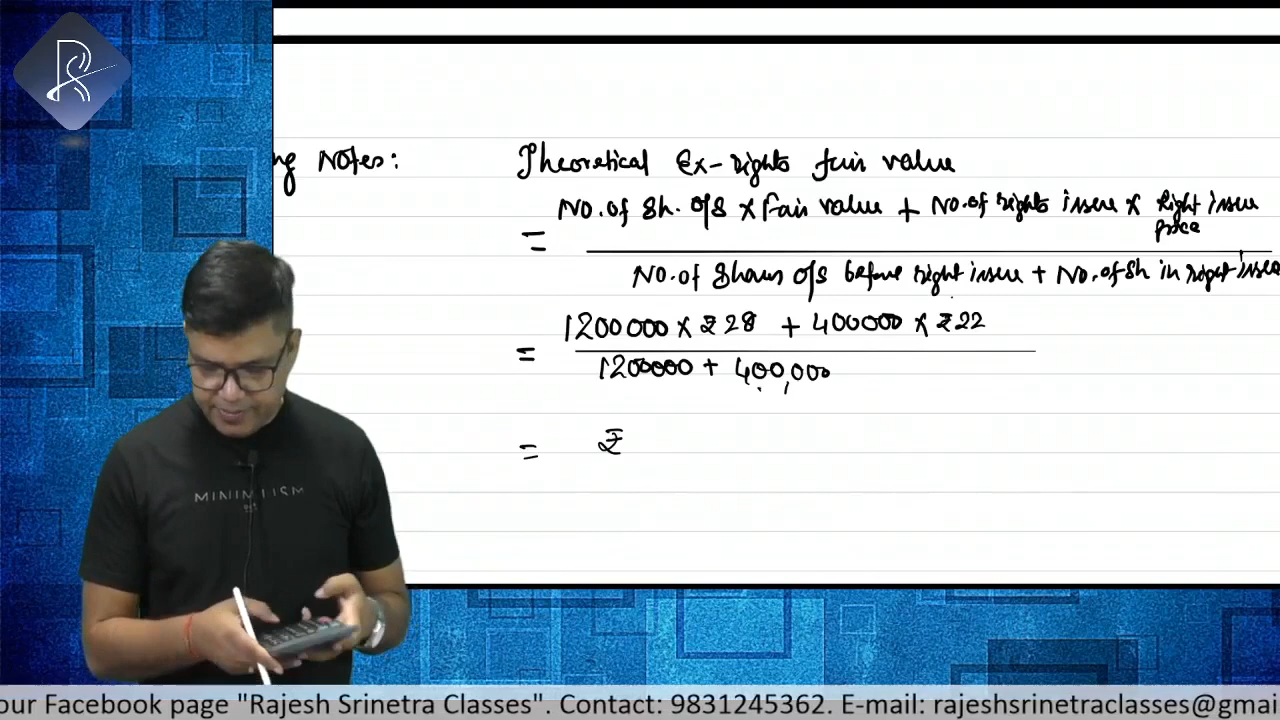 RS
ng Notes:
Theoretical Ex-rights fair value
= No. of Sh. o/s × Fair value + No. of rights issue × Right issue price
No. of Shares o/s before right issue + No. of Sh in right issue
= 1200000 × ₹ 28 + 400000 × ₹ 22
1200000 + 400,000
= ₹
MINIMLISM
our Facebook page "Rajesh Srinetra Classes". Contact: 9831245362. E-mail: rajeshsrinetraclasses@gmai